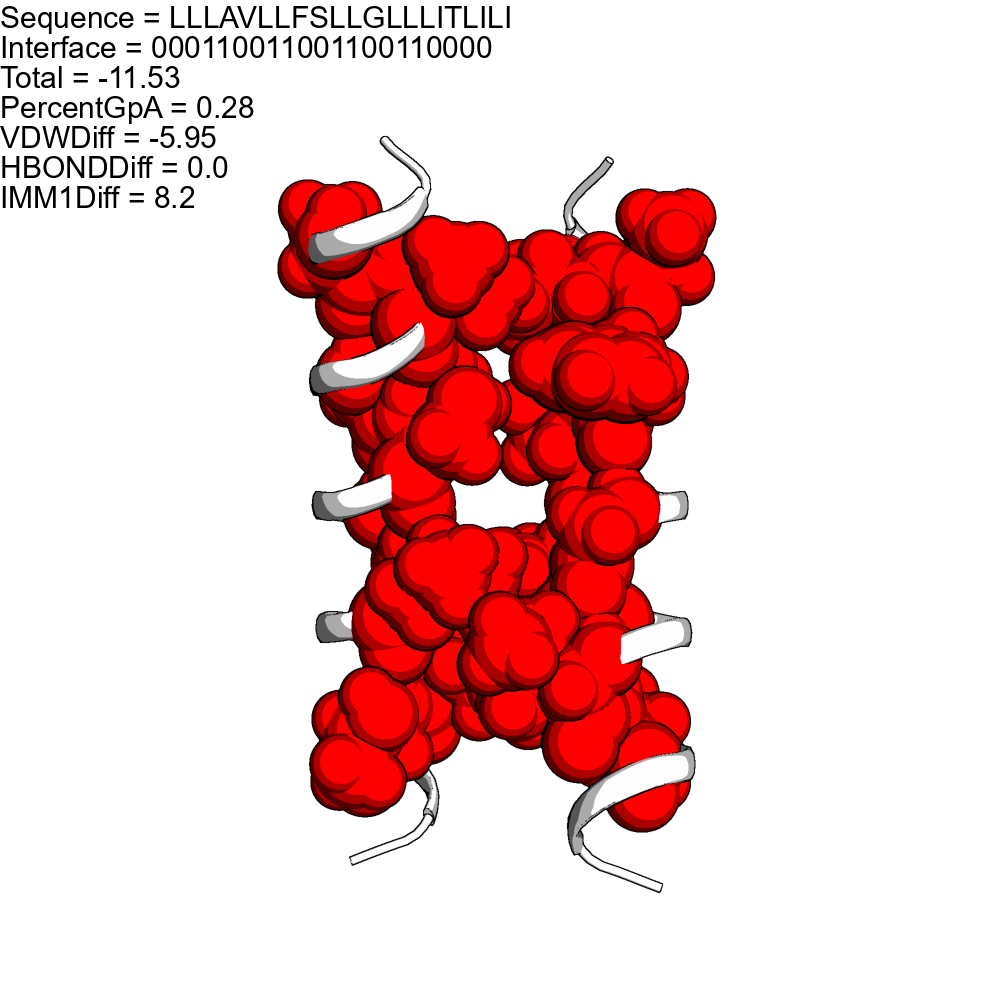 Sequence = LLLAVLLFSLLGLLLITLILI
Interface = 000110011001100110000
Total = -11.53
PercentGpA = 0.28
VDWDiff = -5.95
HBONDDiff = 0.0
IMM1Diff = 8.2